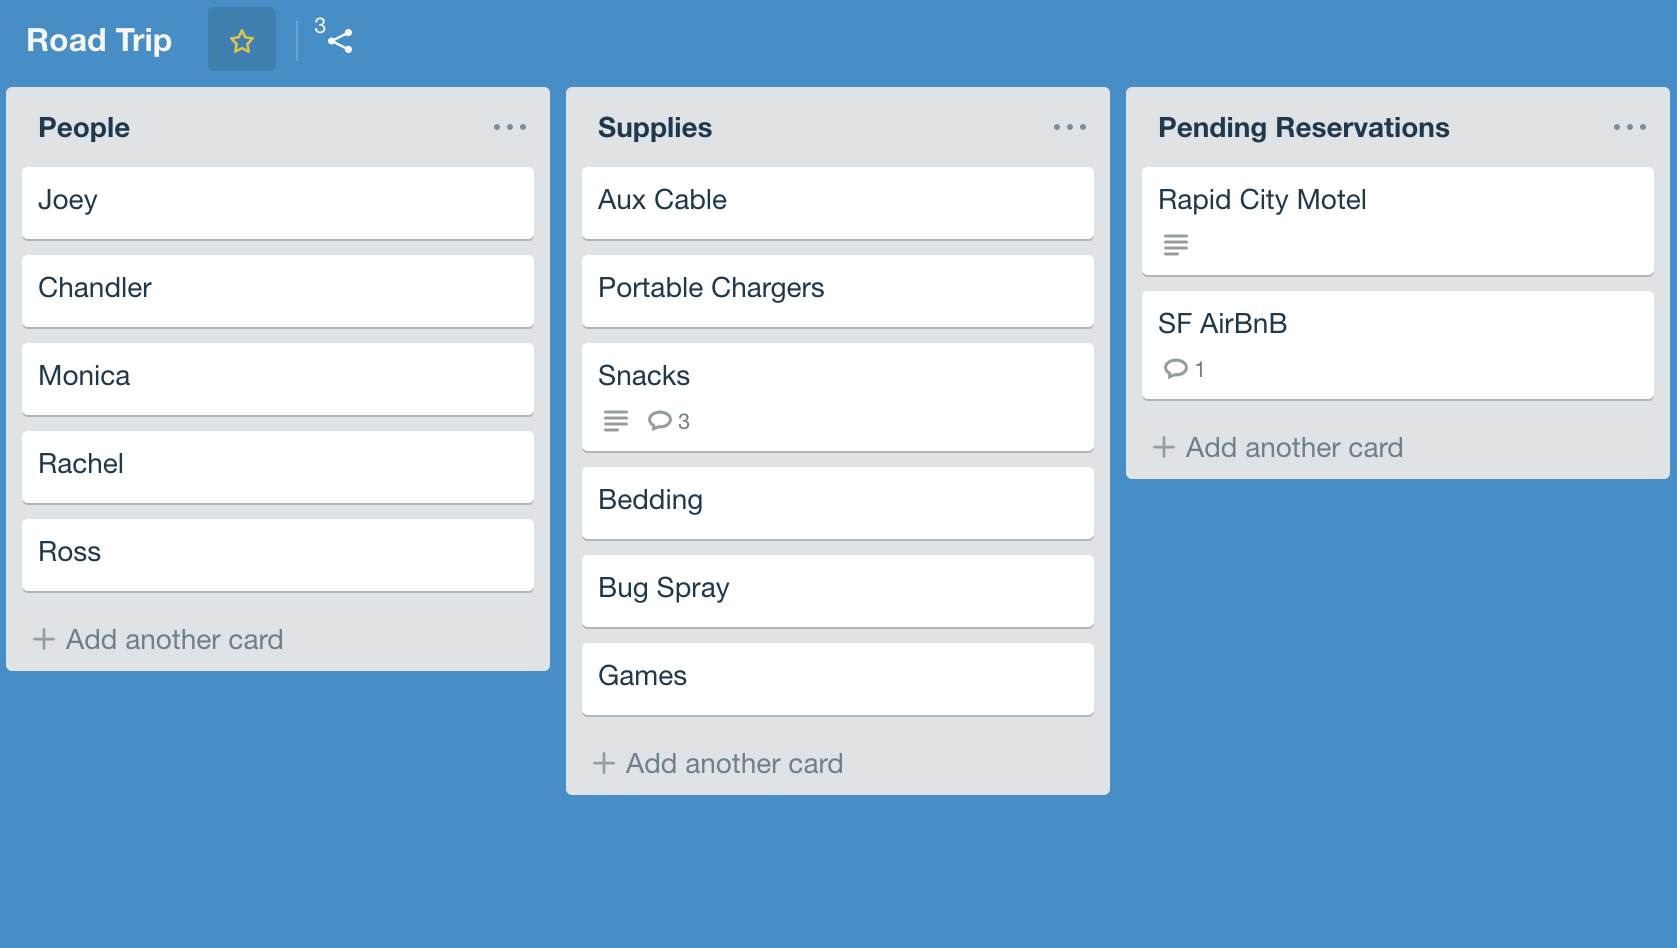 Road Trip
3
People
Joey
Chandler
Monica
Rachel
Ross
Add another card
Supplies
Aux Cable
Portable Chargers
Snacks
3
Bedding
Bug Spray
Games
Add another card
Pending Reservations
Rapid City Motel
SF AirBnB
1
Add another card